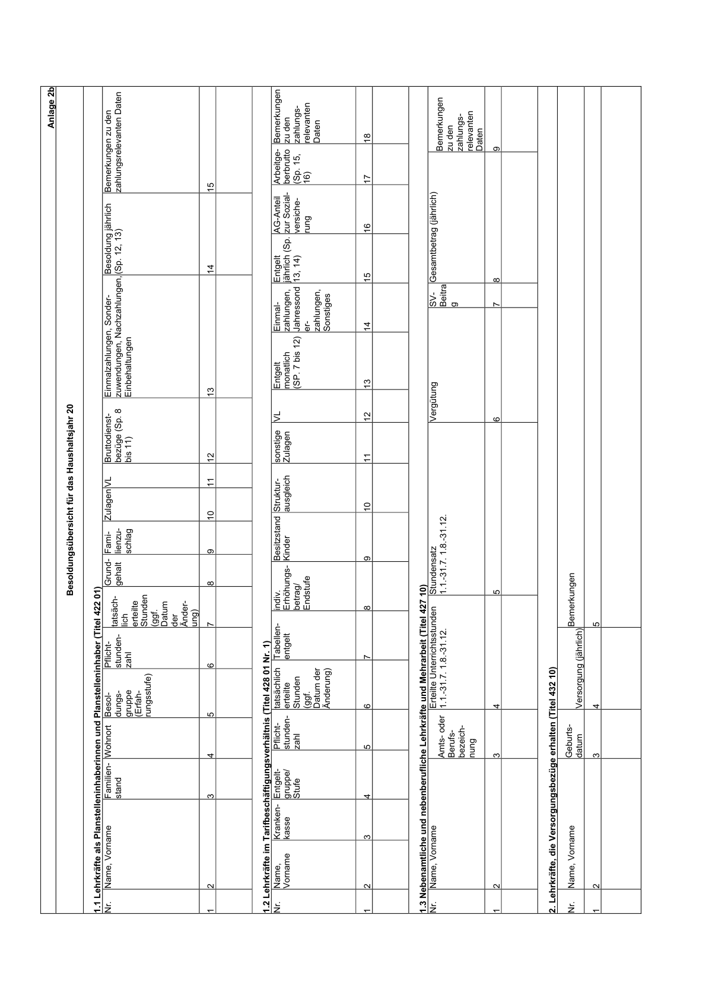 Anlage 2b
Besoldungsübersicht für das Haushaltsjahr 20
1.1 Lehrkräfte als Planstelleninhaberinnen und Planstelleninhaber (Titel 422 01)
Nr.
Name, Vorname
Familien-
stand
Wohnort
Besol-
dungs-
gruppe
(Erfah-
rungsstufe)
Pflicht-
stunden-
zahl
tatsäch-
lich
erteilte
Stunden
(ggf.
Datum
der
Änder-
ung)
Grund-
gehalt
Fami-
lienzu-
schlag
Zulagen
VL
Bruttodienst-
bezüge (Sp. 8
bis 11)
Einmalzahlungen, Sonder-
zuwendungen, Nachzahlungen,
Einbehaltungen
Besoldung jährlich
(Sp. 12, 13)
Bemerkungen zu den
zahlungsrelevanten Daten
1 2 3 4 5 6 7 8 9 10 11 12 13 14 15
1.2 Lehrkräfte im Tarifbeschäftigungsverhältnis (Titel 428 01 Nr. 1)
Nr.
Name,
Vorname
Kranken-
kasse
Entgelt-
gruppe/
Stufe
Pflicht-
stunden-
zahl
tatsächlich
erteilte
Stunden
(ggf.
Datum der
Änderung)
Tabellen-
entgelt
indiv.
Erhöhungs-
betrag/
Endstufe
Besitzstand
Kinder
Struktur-
ausgleich
sonstige
Zulagen
VL
Entgelt
monatlich
(SP. 7 bis 12)
Einmal-
zahlungen,
Jahressond
er-
zahlungen,
Sonstiges
Entgelt
jährlich (Sp.
13, 14)
AG-Anteil
zur Sozial-
versiche-
rung
Arbeitge-
berbrutto
(Sp. 15,
16)
Bemerkungen
zu den
zahlungs-
relevanten
Daten
1 2 3 4 5 6 7 8 9 10 11 12 13 14 15 16 17 18
1.3 Nebenamtliche und nebenberufliche Lehrkräfte und Mehrarbeit (Titel 427 10)
Nr.
Name, Vorname
Amts- oder
Berufs-
bezeich-
nung
Erteilte Unterrichtsstunden
1.1.-31.7. 1.8.-31.12.
Stundensatz
1.1.-31.7. 1.8.-31.12.
Vergütung
SV-
Beitra
g
Gesamtbetrag (jährlich)
Bemerkungen
zu den
zahlungs-
relevanten
Daten
1 2 3 4 5 6 7 8 9
2. Lehrkräfte, die Versorgungsbezüge erhalten (Titel 432 10)
Nr.
Name, Vorname
Geburts-
datum
Versorgung (jährlich)
Bemerkungen
1 2 3 4 5